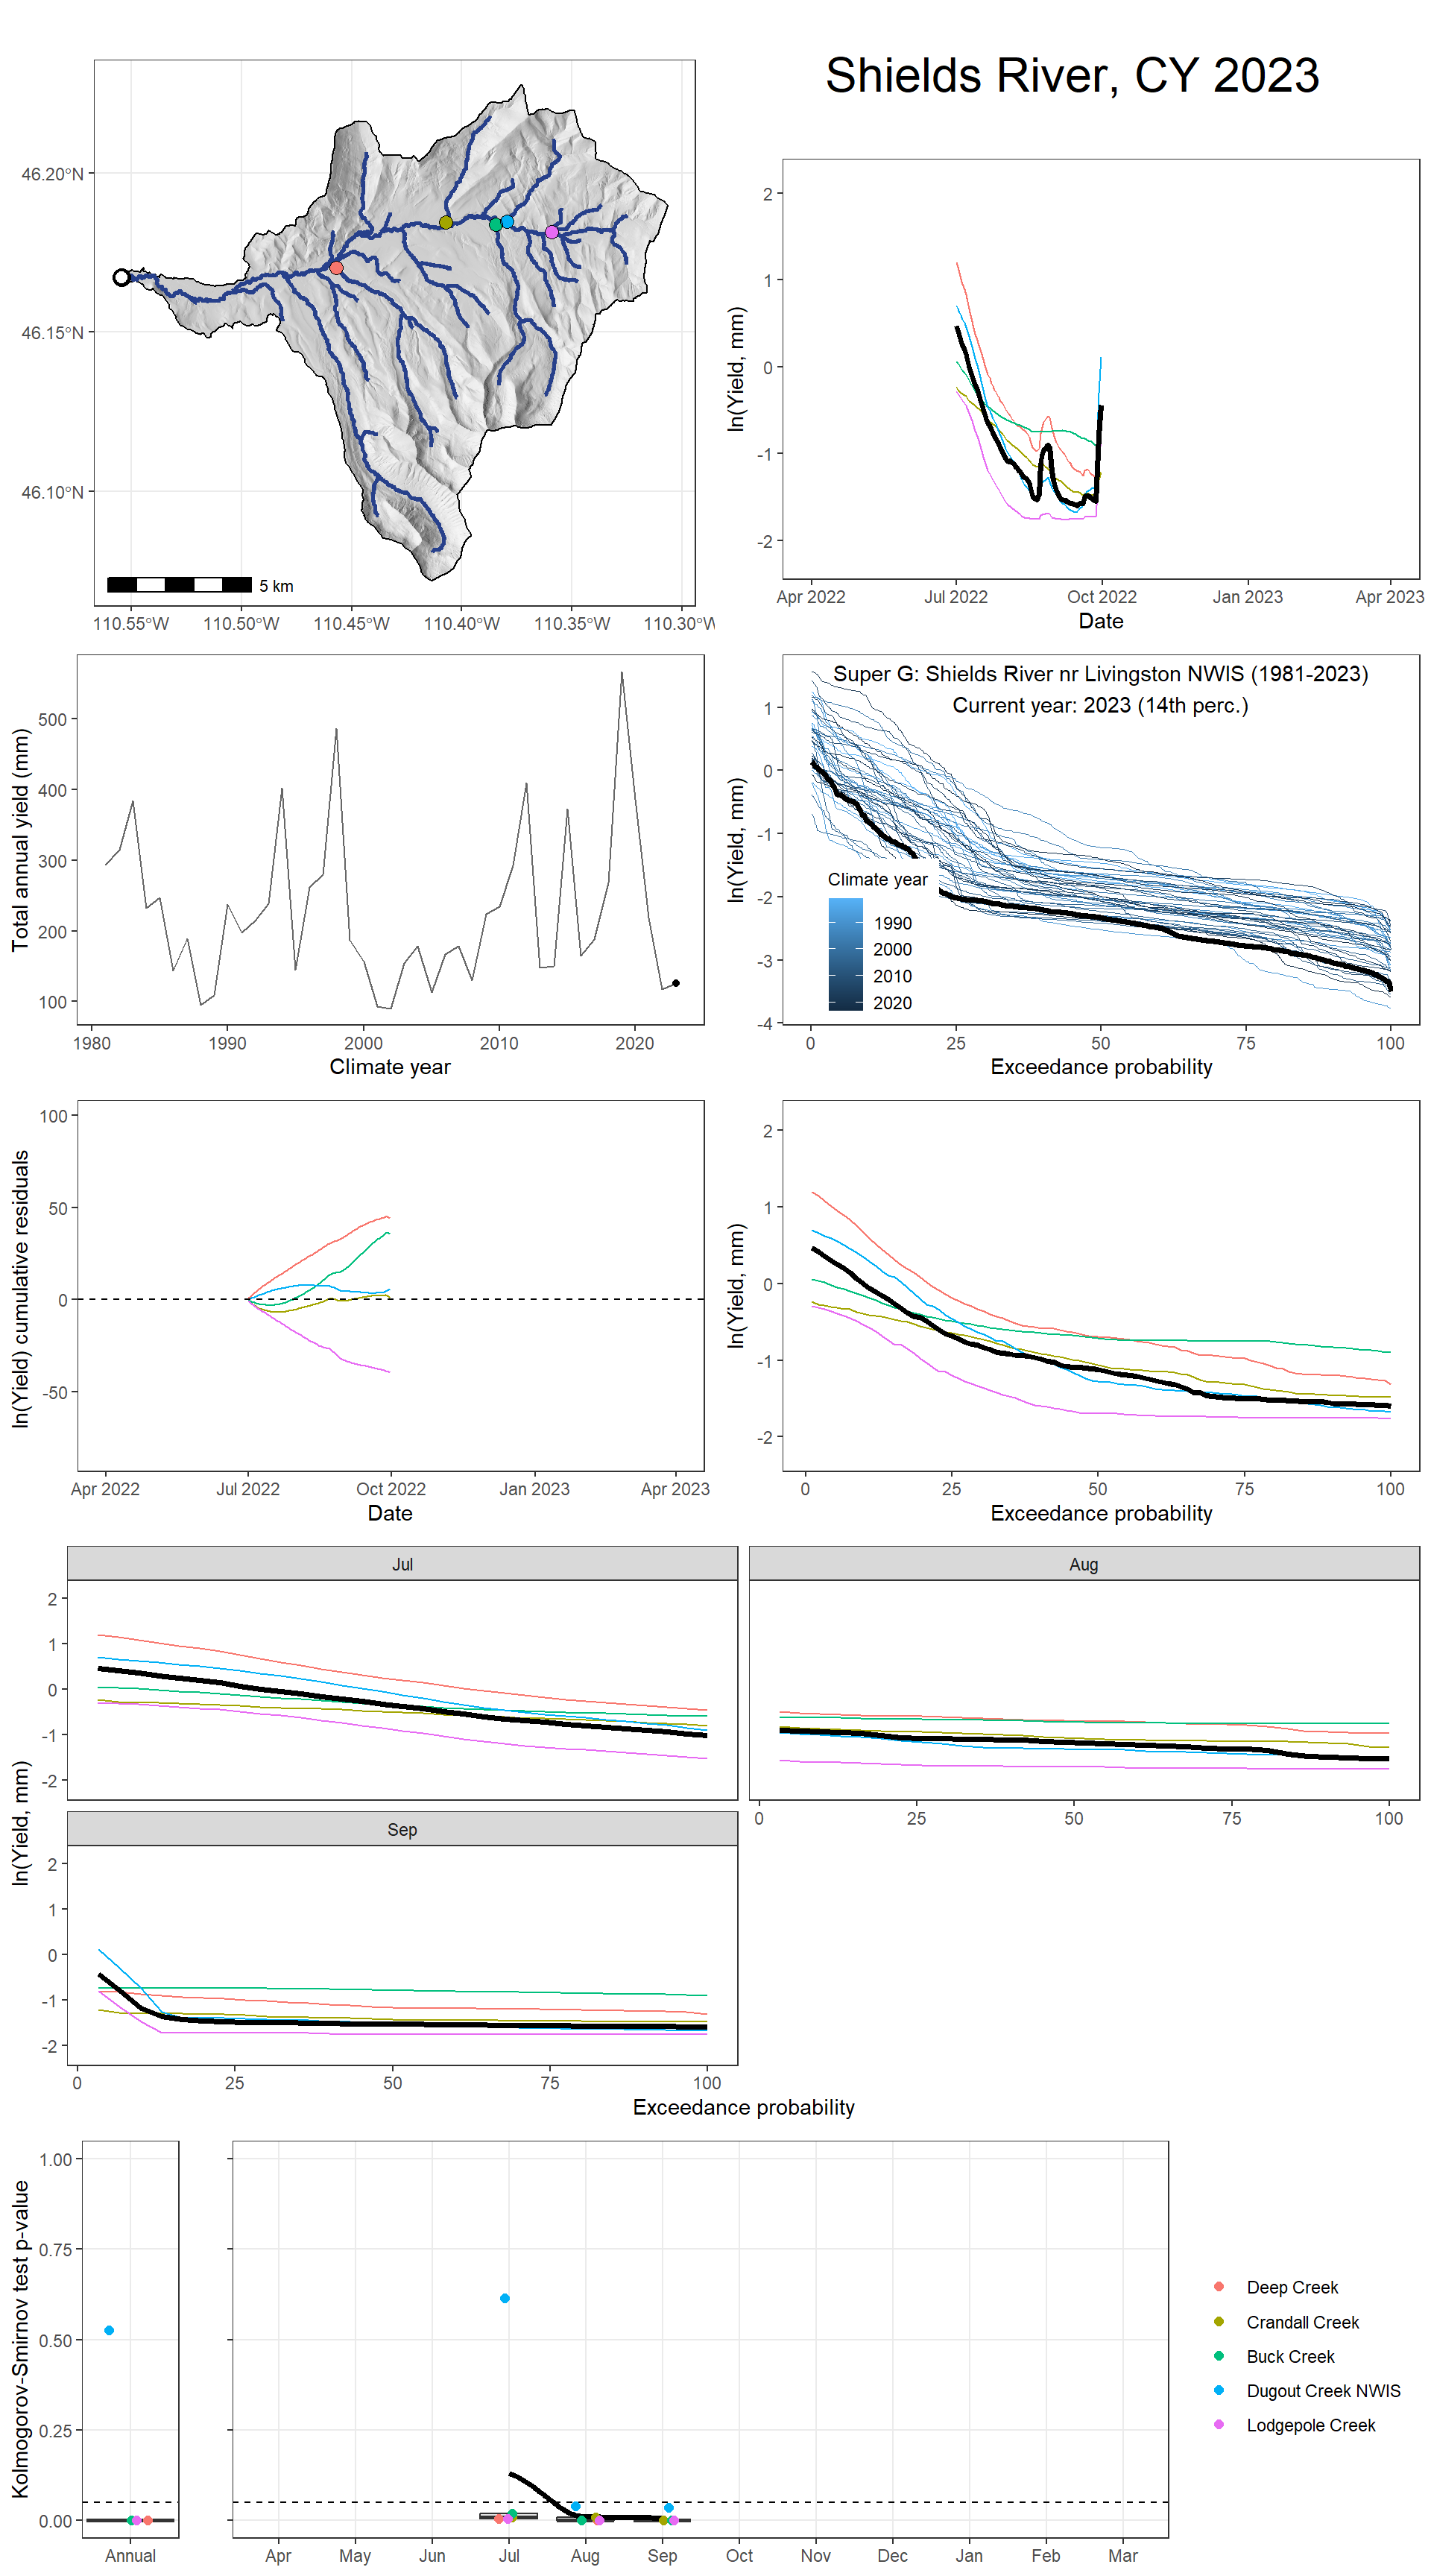 Shields River, CY 2023
46.20°N
46.15°N
46.10°N
5 km
110.55°W 110.50°W 110.45°W 110.40°W 110.35°W 110.30°W
ln(Yield, mm)
2
1
0
-1
-2
Apr 2022 Jul 2022 Oct 2022 Jan 2023 Apr 2023
Date
Total annual yield (mm)
500
400
300
200
100
1980 1990 2000 2010 2020
Climate year
Super G: Shields River nr Livingston NWIS (1981-2023)
Current year: 2023 (14th perc.)
ln(Yield, mm)
1
0
-1
-2
-3
-4
Climate year
1990
2000
2010
2020
0 25 50 75 100
Exceedance probability
ln(Yield) cumulative residuals
100
50
0
-50
Apr 2022 Jul 2022 Oct 2022 Jan 2023 Apr 2023
Date
ln(Yield, mm)
2
1
0
-1
-2
0 25 50 75 100
Exceedance probability
Jul
Aug
2
1
0
-1
-2
0 25 50 75 100
ln(Yield, mm)
Sep
2
1
0
-1
-2
0 25 50 75 100
Exceedance probability
Kolmogorov-Smirnov test p-value
1.00
0.75
0.50
0.25
0.00
Annual
Apr May Jun Jul Aug Sep Oct Nov Dec Jan Feb Mar
Deep Creek
Crandall Creek
Buck Creek
Dugout Creek NWIS
Lodgepole Creek